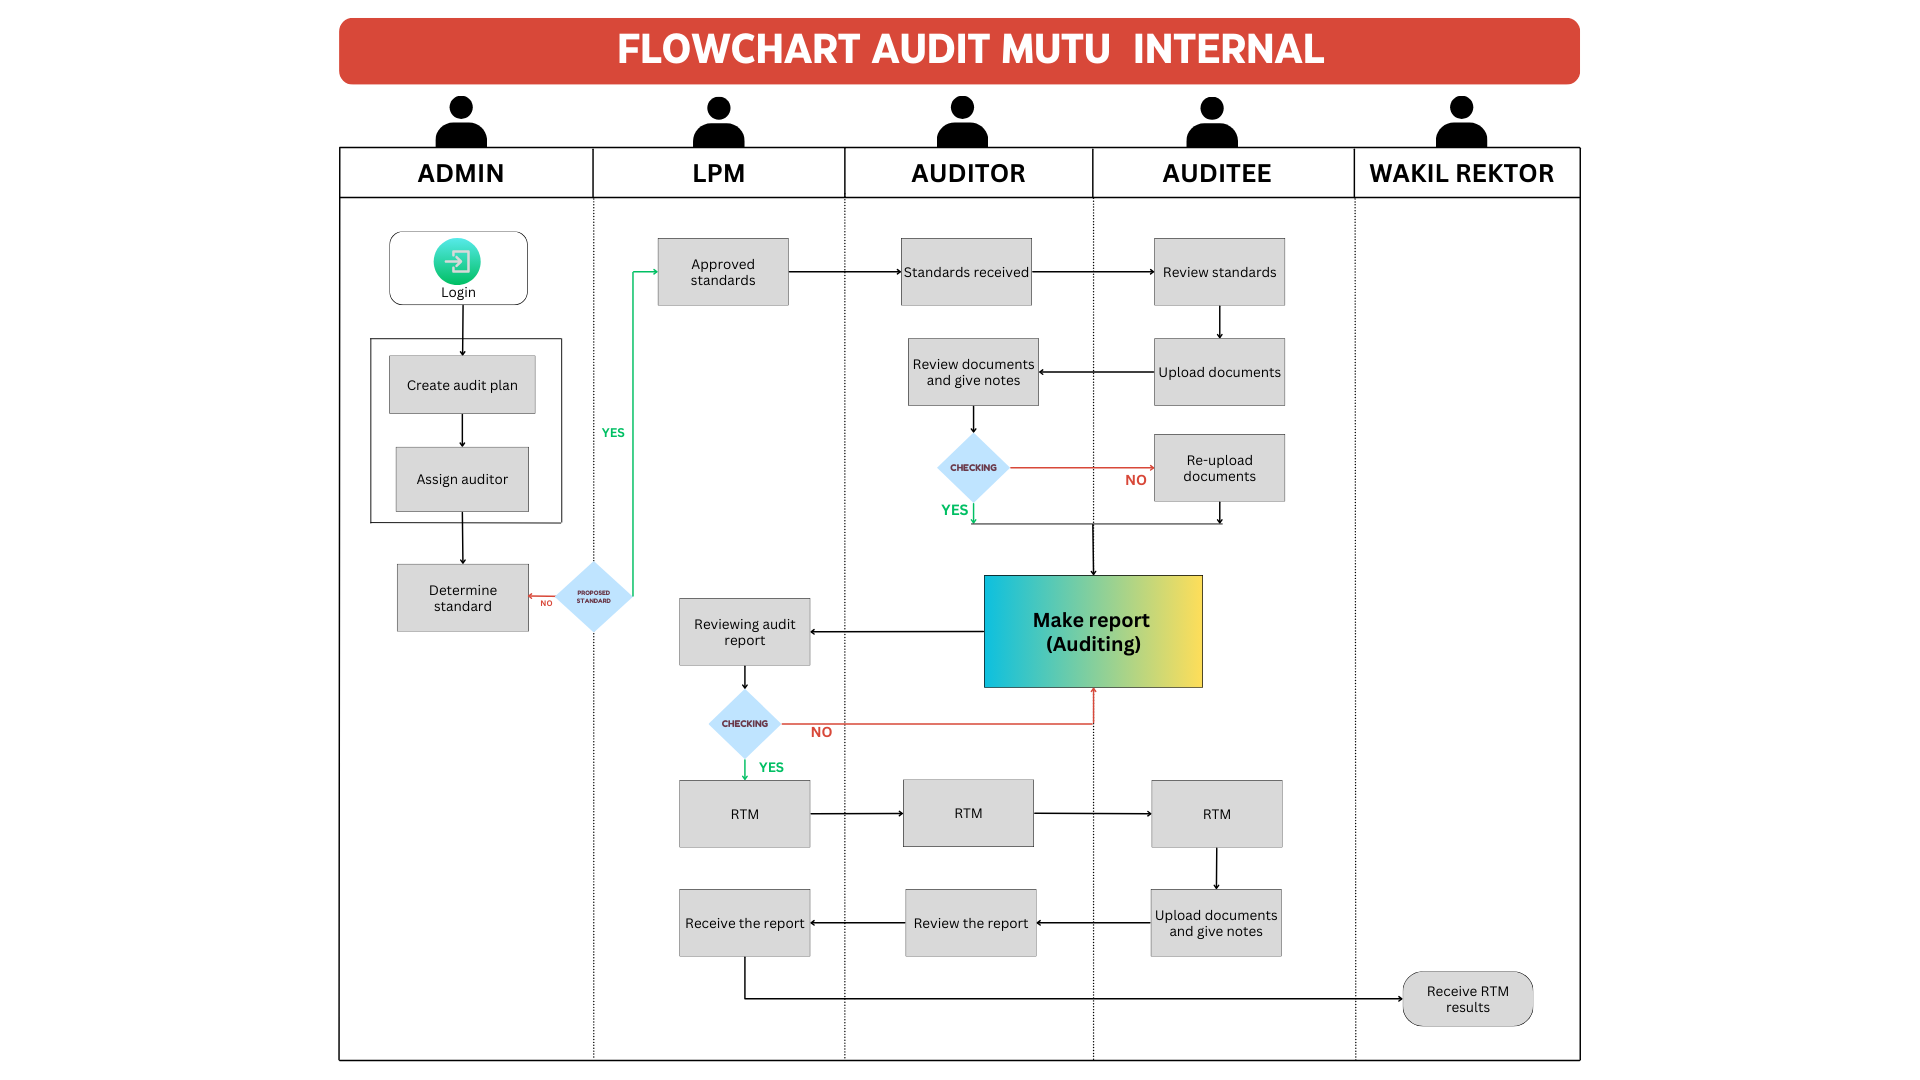 FLOWCHART AUDIT MUTU  INTERNAL
ADMIN
LPM
AUDITOR
AUDITEE
WAKIL REKTOR
Login
Approved
standards
Standards received
Review standards
Create audit plan
Review documents
and give notes
Upload documents
YES
Assign auditor
CHECKING
NO
Re-upload
documents
YES
Determine
standard
NO
PROPOSED
STANDARD
Reviewing audit
report
Make report
(Auditing)
CHECKING
NO
YES
RTM
RTM
RTM
Receive the report
Review the report
Upload documents
and give notes
Receive RTM
results